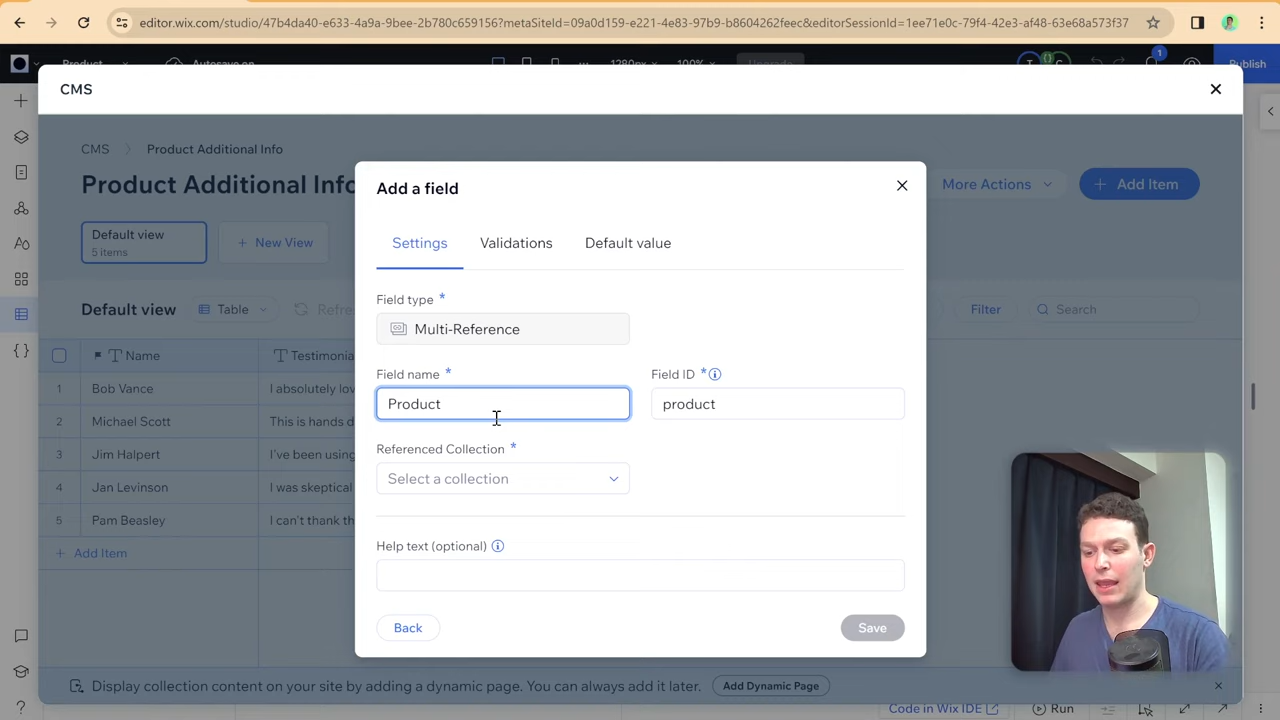 editor.wix.com/studio/47b4da40-e633-4a9a-9bee-2b780c659156?metaSiteId=09a0d159-e221-4e83-97b9-b8604262feec&editorSessionId=1ee71e0c-79f4-42e3-af48-63e68a573f37
Product
Autosave on
1280px
100%
Upgrade
1
Publish
CMS
CMS > Product Additional Info
Product Additional Info
More Actions
+ Add Item
Default view
5 items
+ New View
Default view
Table
Filter
Search
Name
1 Bob Vance I absolutely lov
2 Michael Scott This is hands d
3 Jim Halpert I've been using
4 Jan Levinson I was skeptical
5 Pam Beasley I can't thank th
+ Add Item
Add a field
Settings
Validations
Default value
Field type *
Multi-Reference
Field name *
Field ID *
Product
product
Referenced Collection *
Select a collection
Help text (optional)
Back
Save
Display collection content on your site by adding a dynamic page. You can always add it later.
Add Dynamic Page
Code in Wix IDE
Run